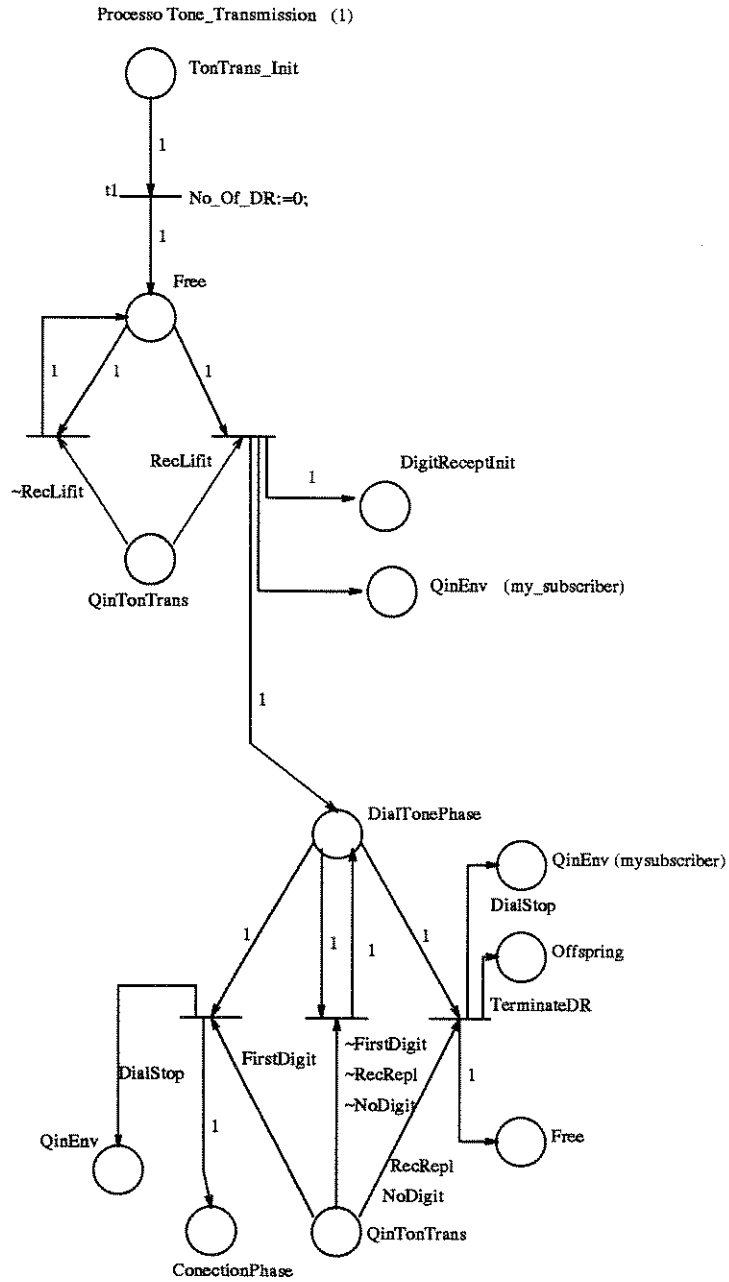 Processo Tone_Transmission (1)
TonTrans_Init
1
t1
No_Of_DR:=0;
1
Free
1
1
1
RecLifit
~RecLifit
DigitReceptInit
1
QinTonTrans
QinEnv (my_subscriber)
1
DialTonePhase
QinEnv (mysubscriber)
DialStop
1
1
1
1
Offspring
TerminateDR
FirstDigit
~FirstDigit
~RecRepl
~NoDigit
DialStop
1
1
QinEnv
Free
RecRepl
NoDigit
QinTonTrans
ConectionPhase